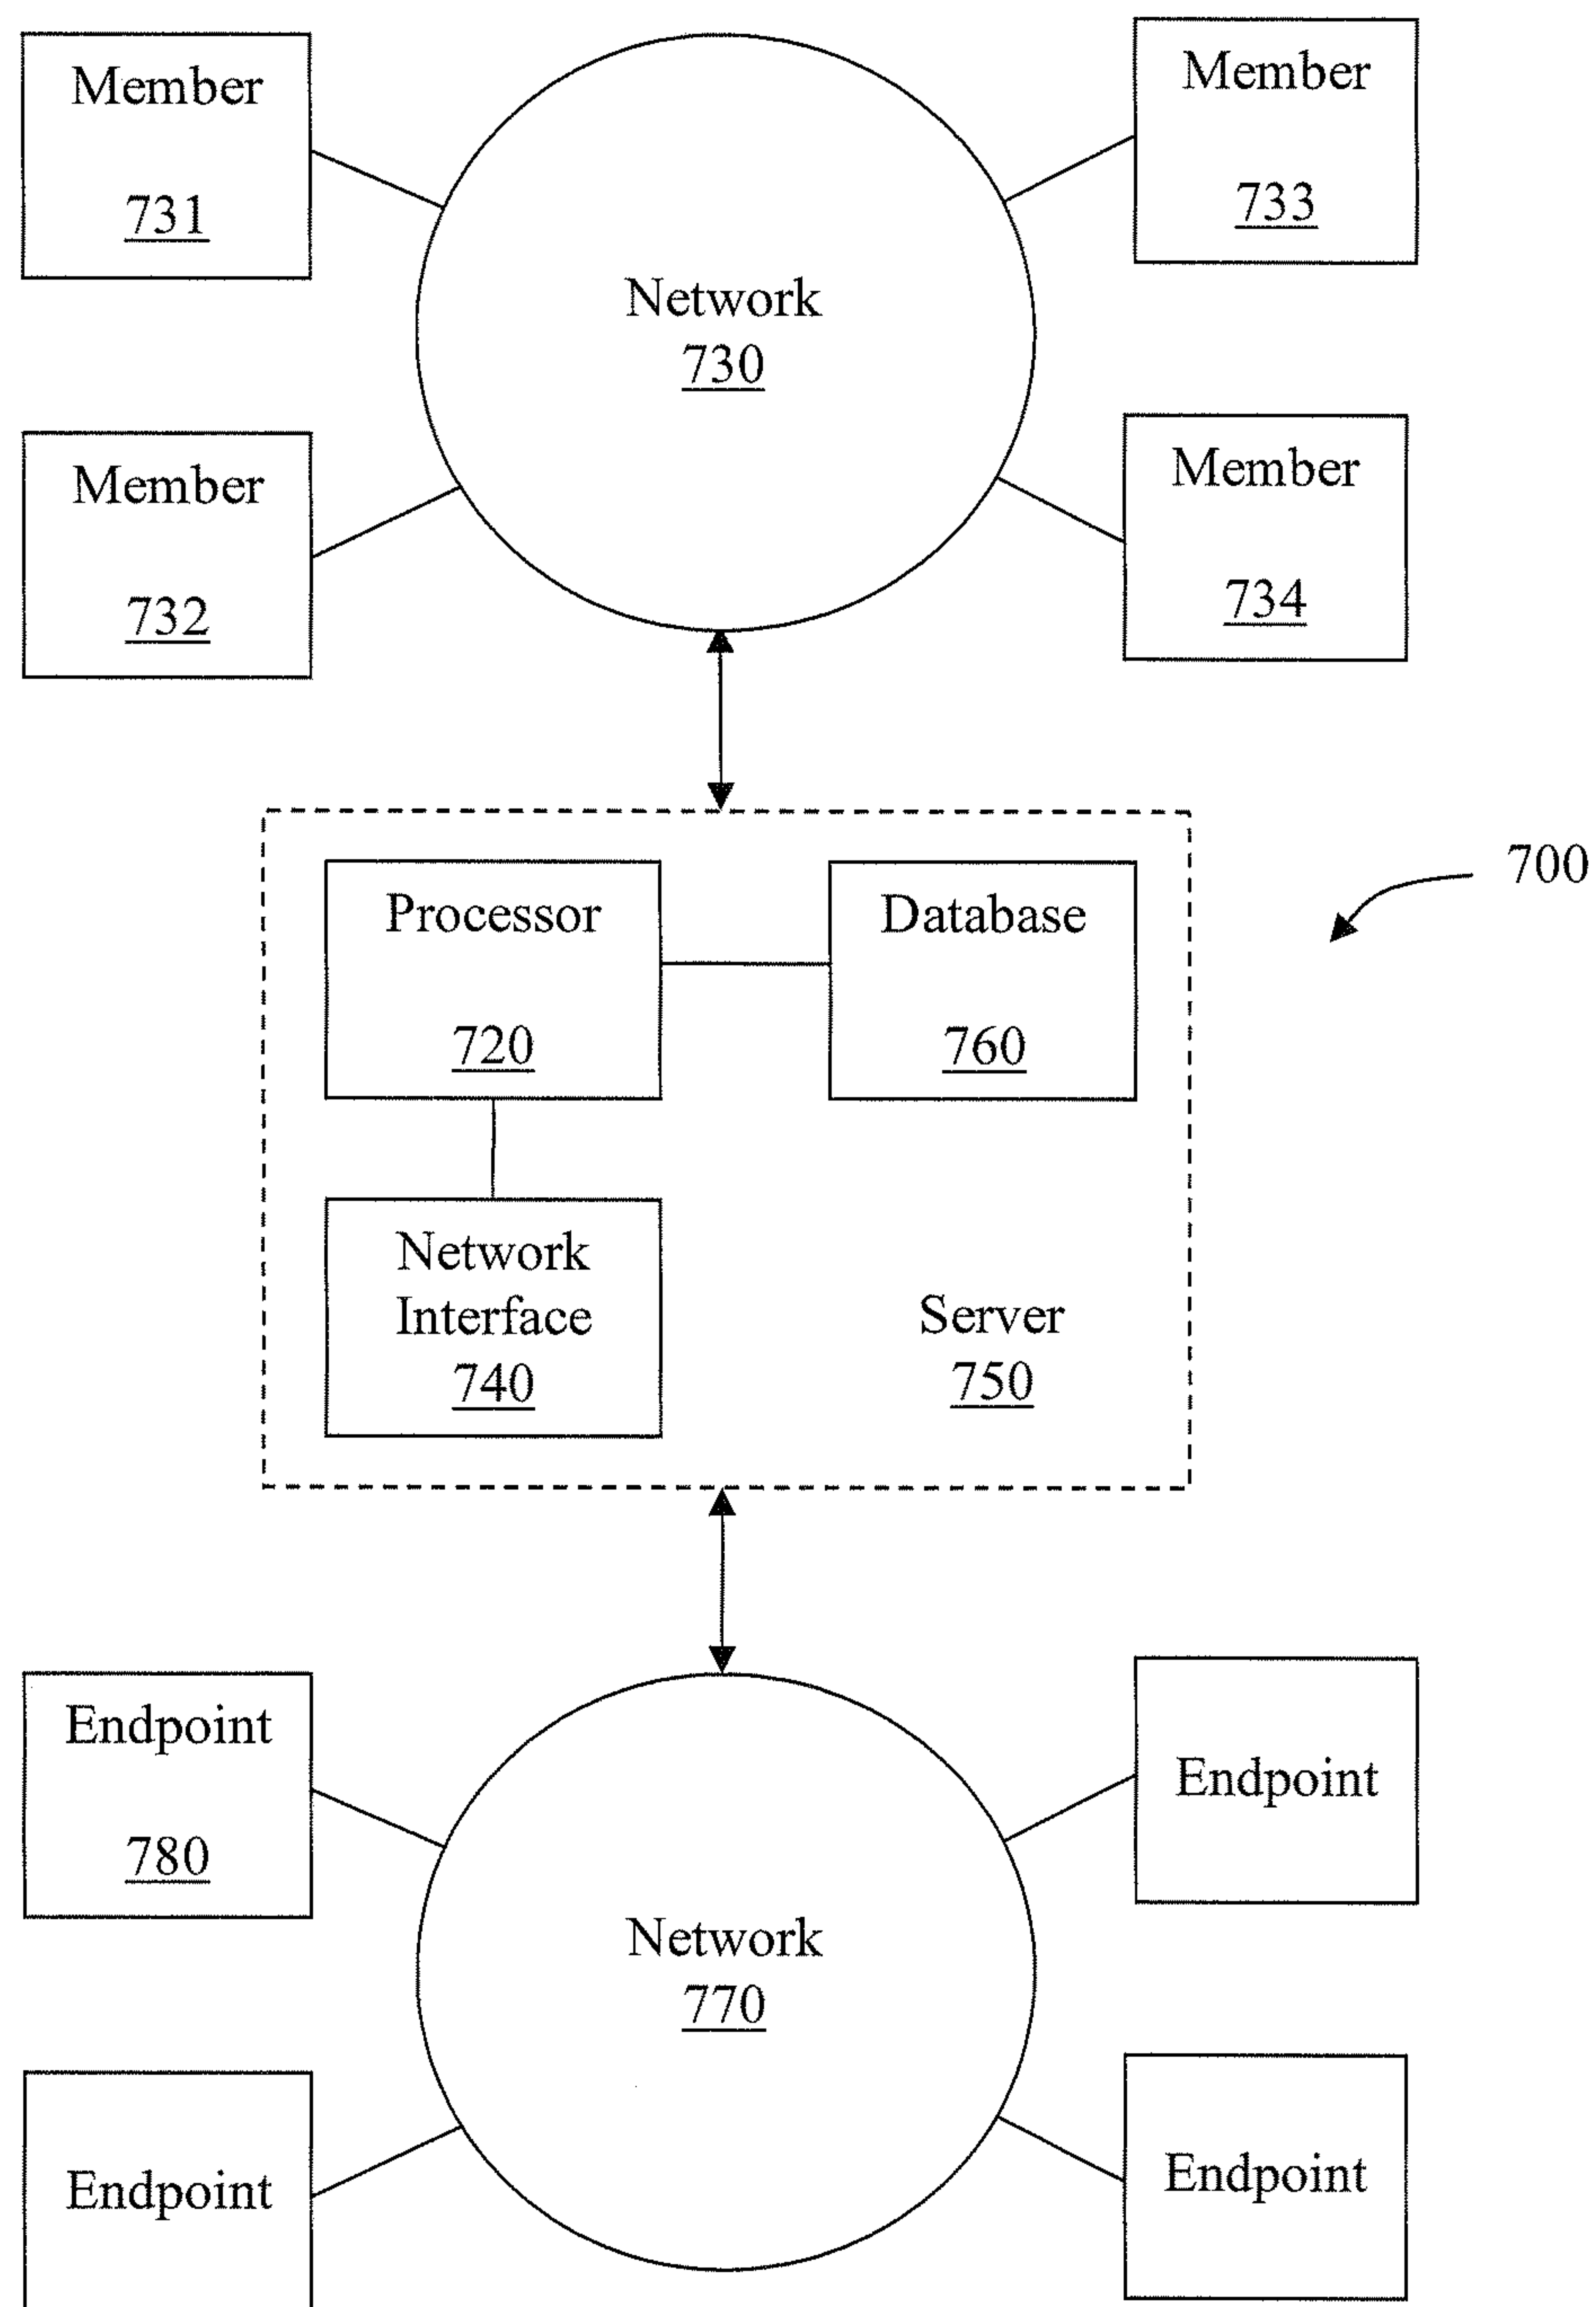 Member
731
Member
733
Network
730
Member
732
Member
734
700
Processor
720
Database
760
Network
Interface
740
Server
750
Endpoint
780
Endpoint
Network
770
Endpoint
Endpoint